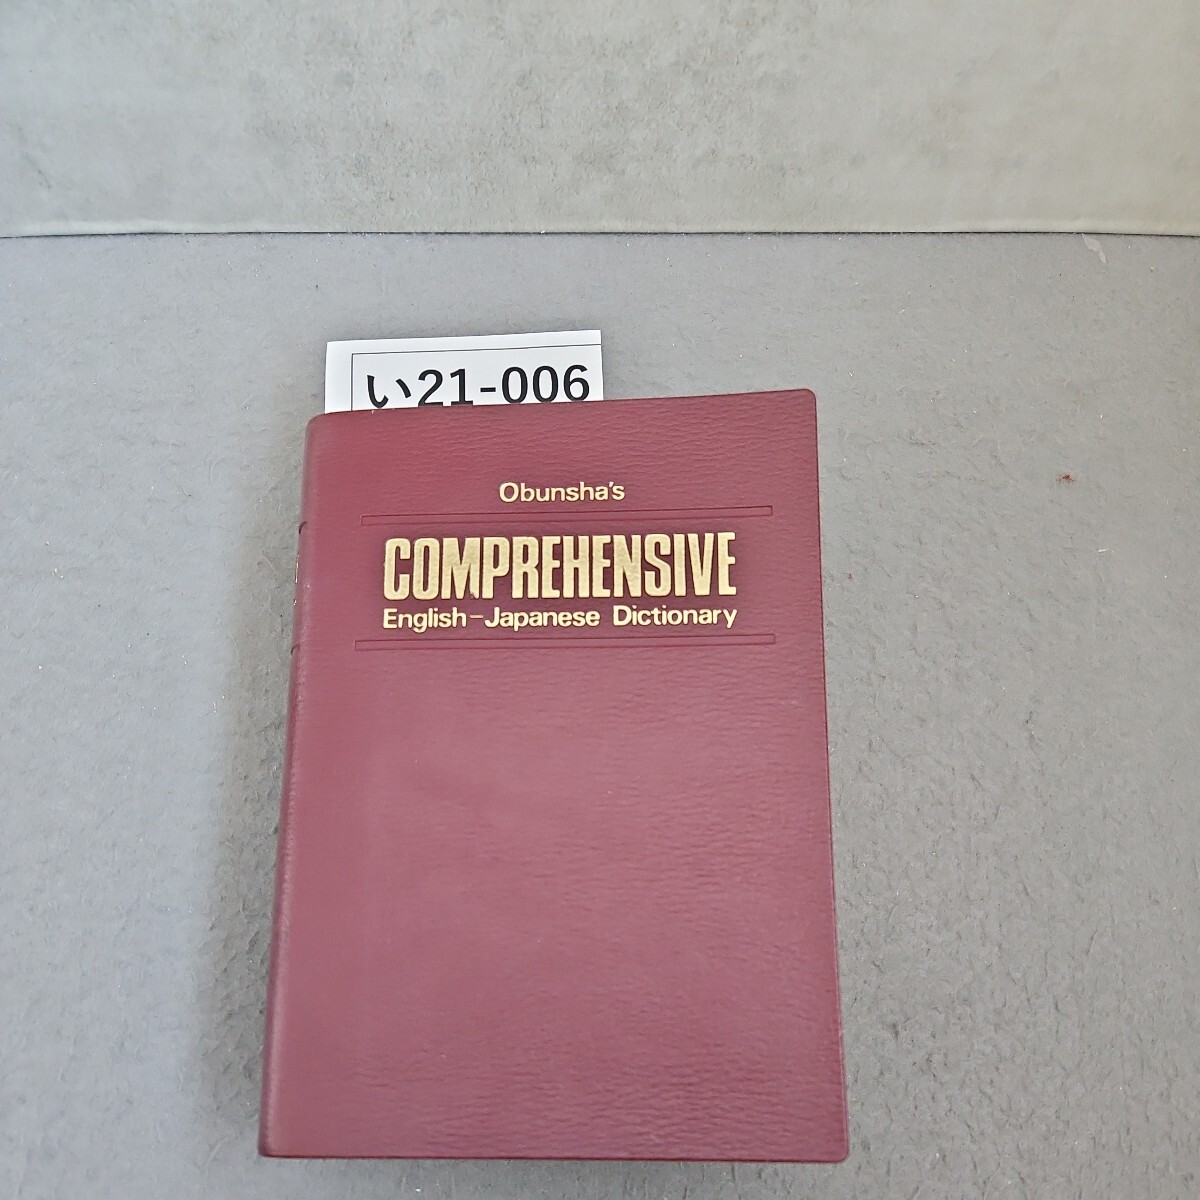 い21-006
Obunsha's
COMPREHENSIVE
English-Japanese Dictionary